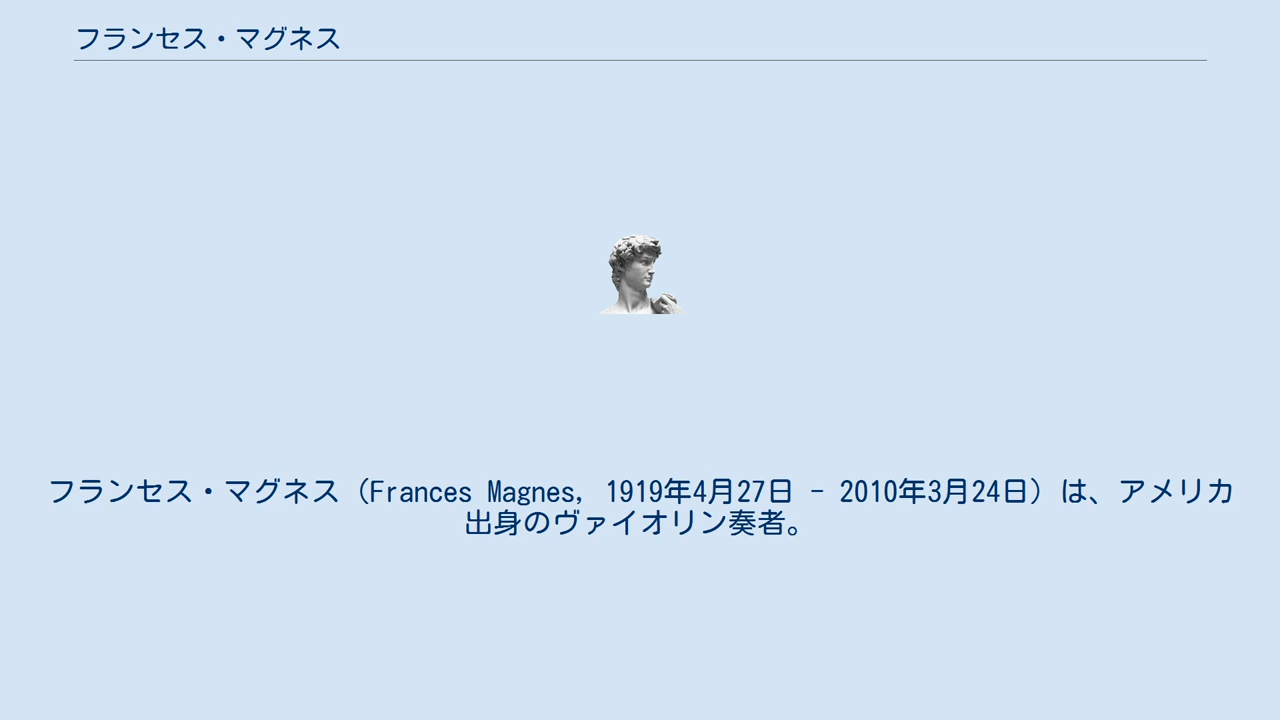 フランセス・マグネス
フランセス・マグネス（Frances Magnes, 1919年4月27日 - 2010年3月24日）は、アメリカ
出身のヴァイオリン奏者。